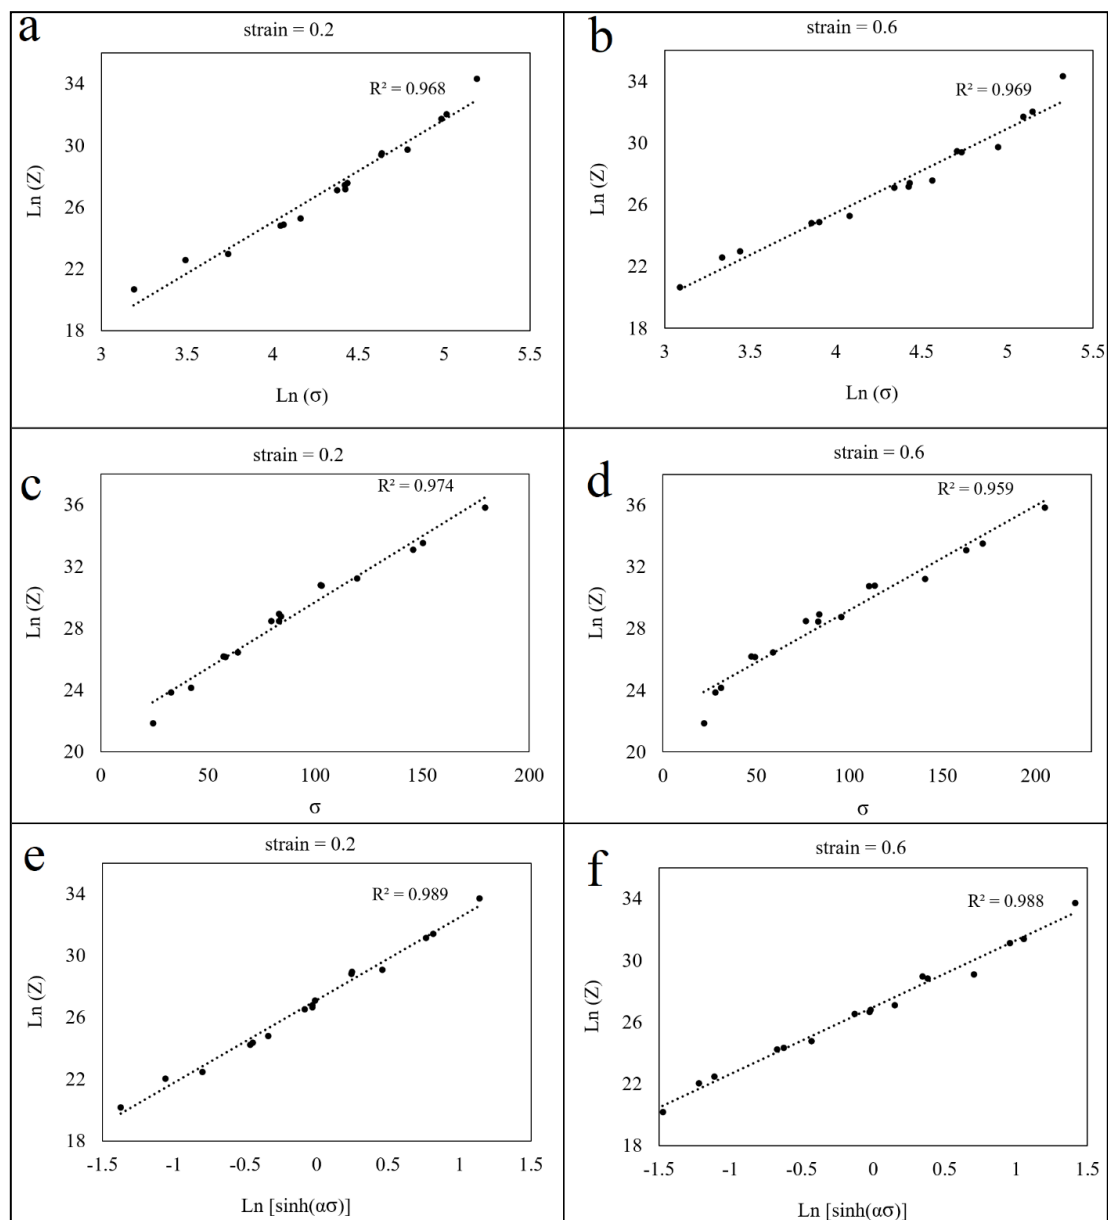 a
strain = 0.2
R² = 0.968
Ln (Z)
34
30
26
22
18
3 3.5 4 4.5 5 5.5
Ln (σ)
b
strain = 0.6
R² = 0.969
Ln (Z)
34
30
26
22
18
3 3.5 4 4.5 5 5.5
Ln (σ)
c
strain = 0.2
R² = 0.974
Ln (Z)
36
32
28
24
20
0 50 100 150 200
σ
d
strain = 0.6
R² = 0.959
Ln (Z)
36
32
28
24
20
0 50 100 150 200
σ
e
strain = 0.2
R² = 0.989
Ln (Z)
34
30
26
22
18
-1.5 -1 -0.5 0 0.5 1 1.5
Ln [sinh(ασ)]
f
strain = 0.6
R² = 0.988
Ln (Z)
34
30
26
22
18
-1.5 -1 -0.5 0 0.5 1 1.5
Ln [sinh(ασ)]